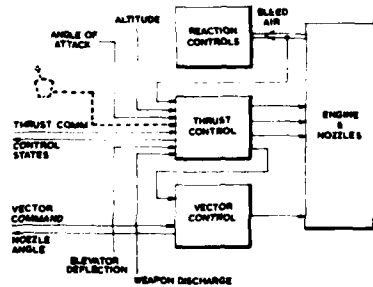 ALTITUDE
BLEED
AIR
ANGLE OF
ATTACK
REACTION
CONTROLS
THRUST COMM
CONTROL
STATES
THRUST
CONTROL
ENGINE
&
NOZZLES
VECTOR
COMMAND
NOZZLE
ANGLE
VECTOR
CONTROL
ELEVATOR
DEFLECTION
WEAPON DISCHARGE